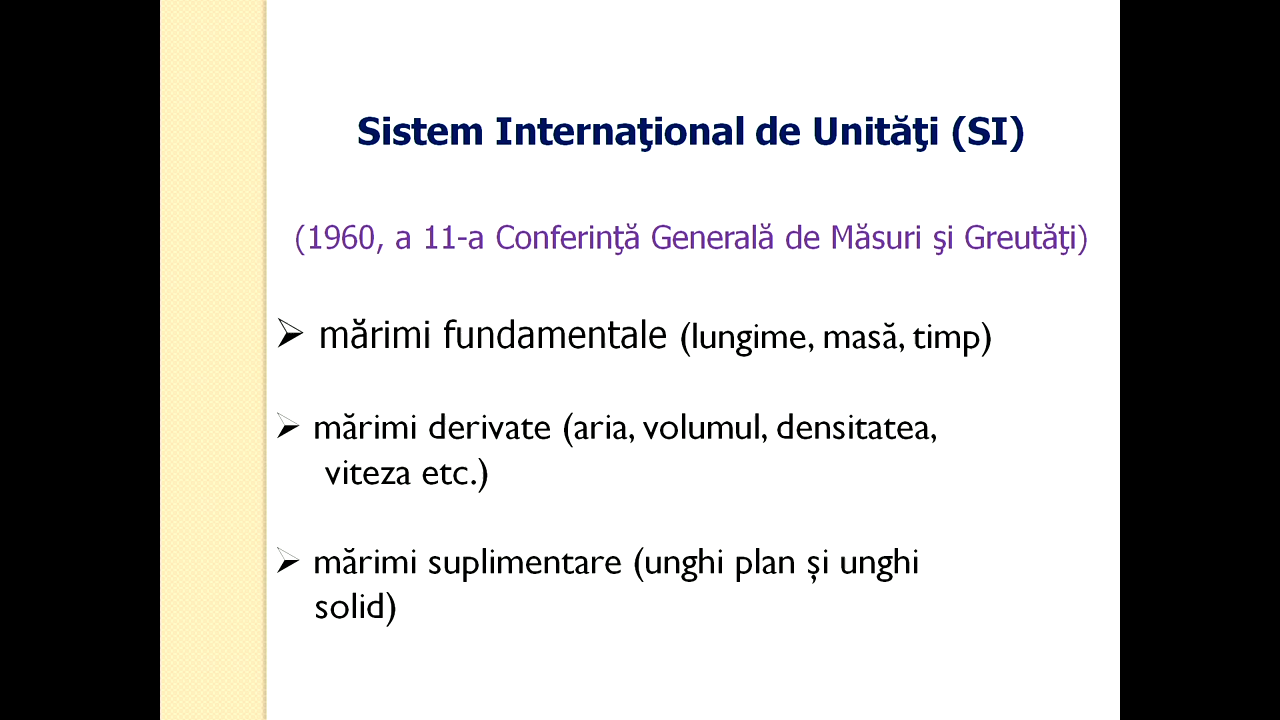 Sistem Internaţional de Unităţi (SI)
(1960, a 11-a Conferinţă Generală de Măsuri şi Greutăţi)
➢ mărimi fundamentale (lungime, masă, timp)
➢ mărimi derivate (aria, volumul, densitatea,
viteza etc.)
➢ mărimi suplimentare (unghi plan și unghi
solid)